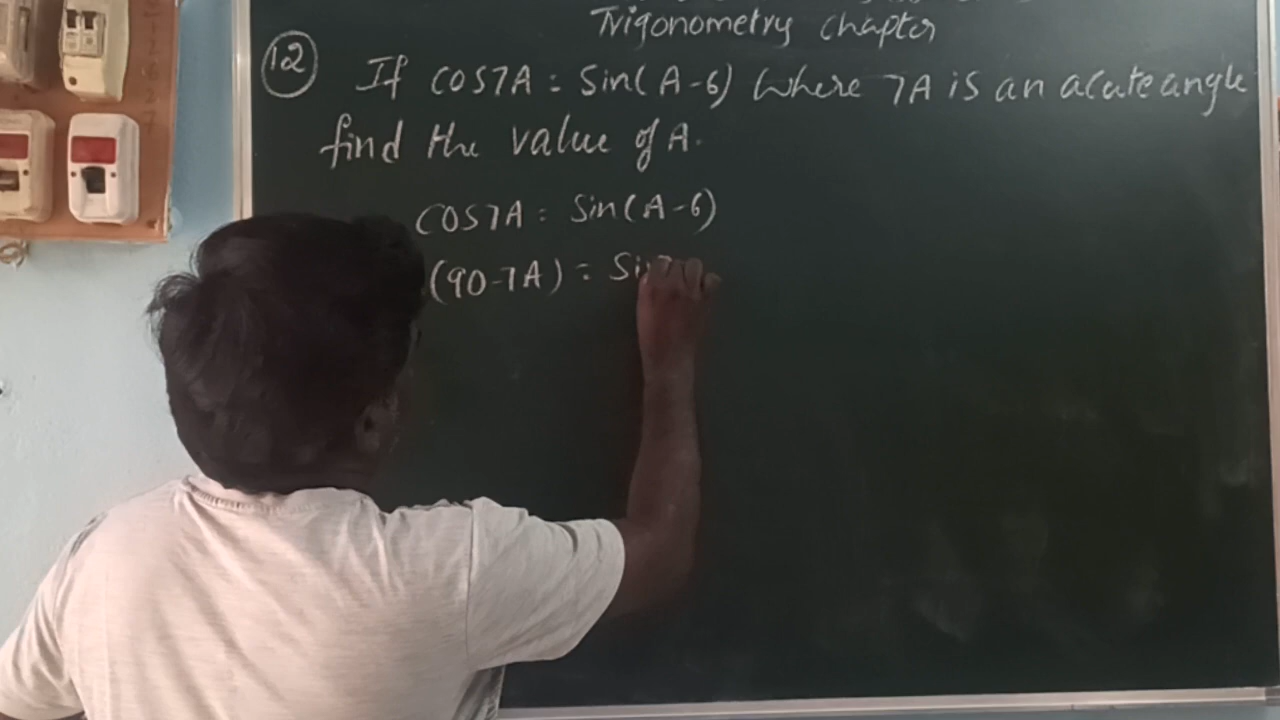 Trigonometry chapter
12 If COS7A = Sin(A-6) Where 7A is an acute angle
find the value of A.
COS7A = Sin(A-6)
(90-7A) = Sin